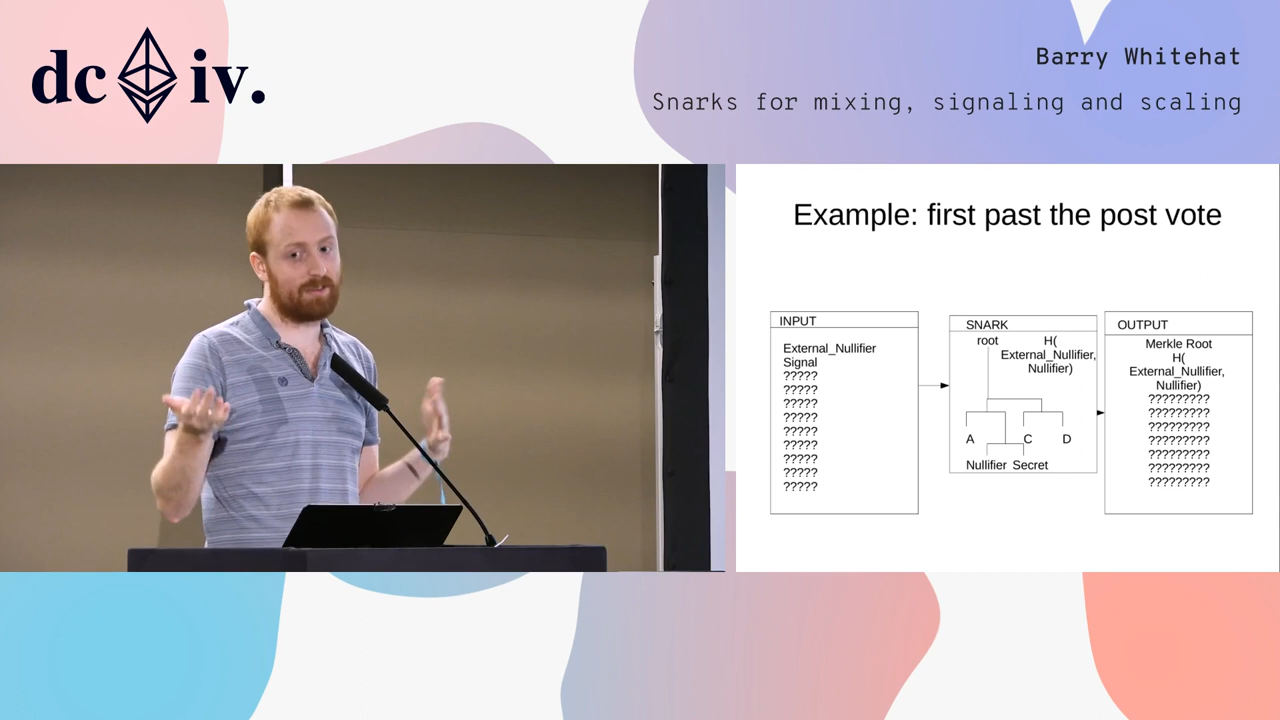 dc iv.
Barry Whitehat
Snarks for mixing, signaling and scaling
Example: first past the post vote
INPUT
External_Nullifier
Signal
?????
?????
?????
?????
?????
?????
?????
?????
?????
SNARK
root
H(
External_Nullifier,
Nullifier)
A
C
D
Nullifier Secret
OUTPUT
Merkle Root
H(
External_Nullifier,
Nullifier)
?????????
?????????
?????????
?????????
?????????
?????????
?????????